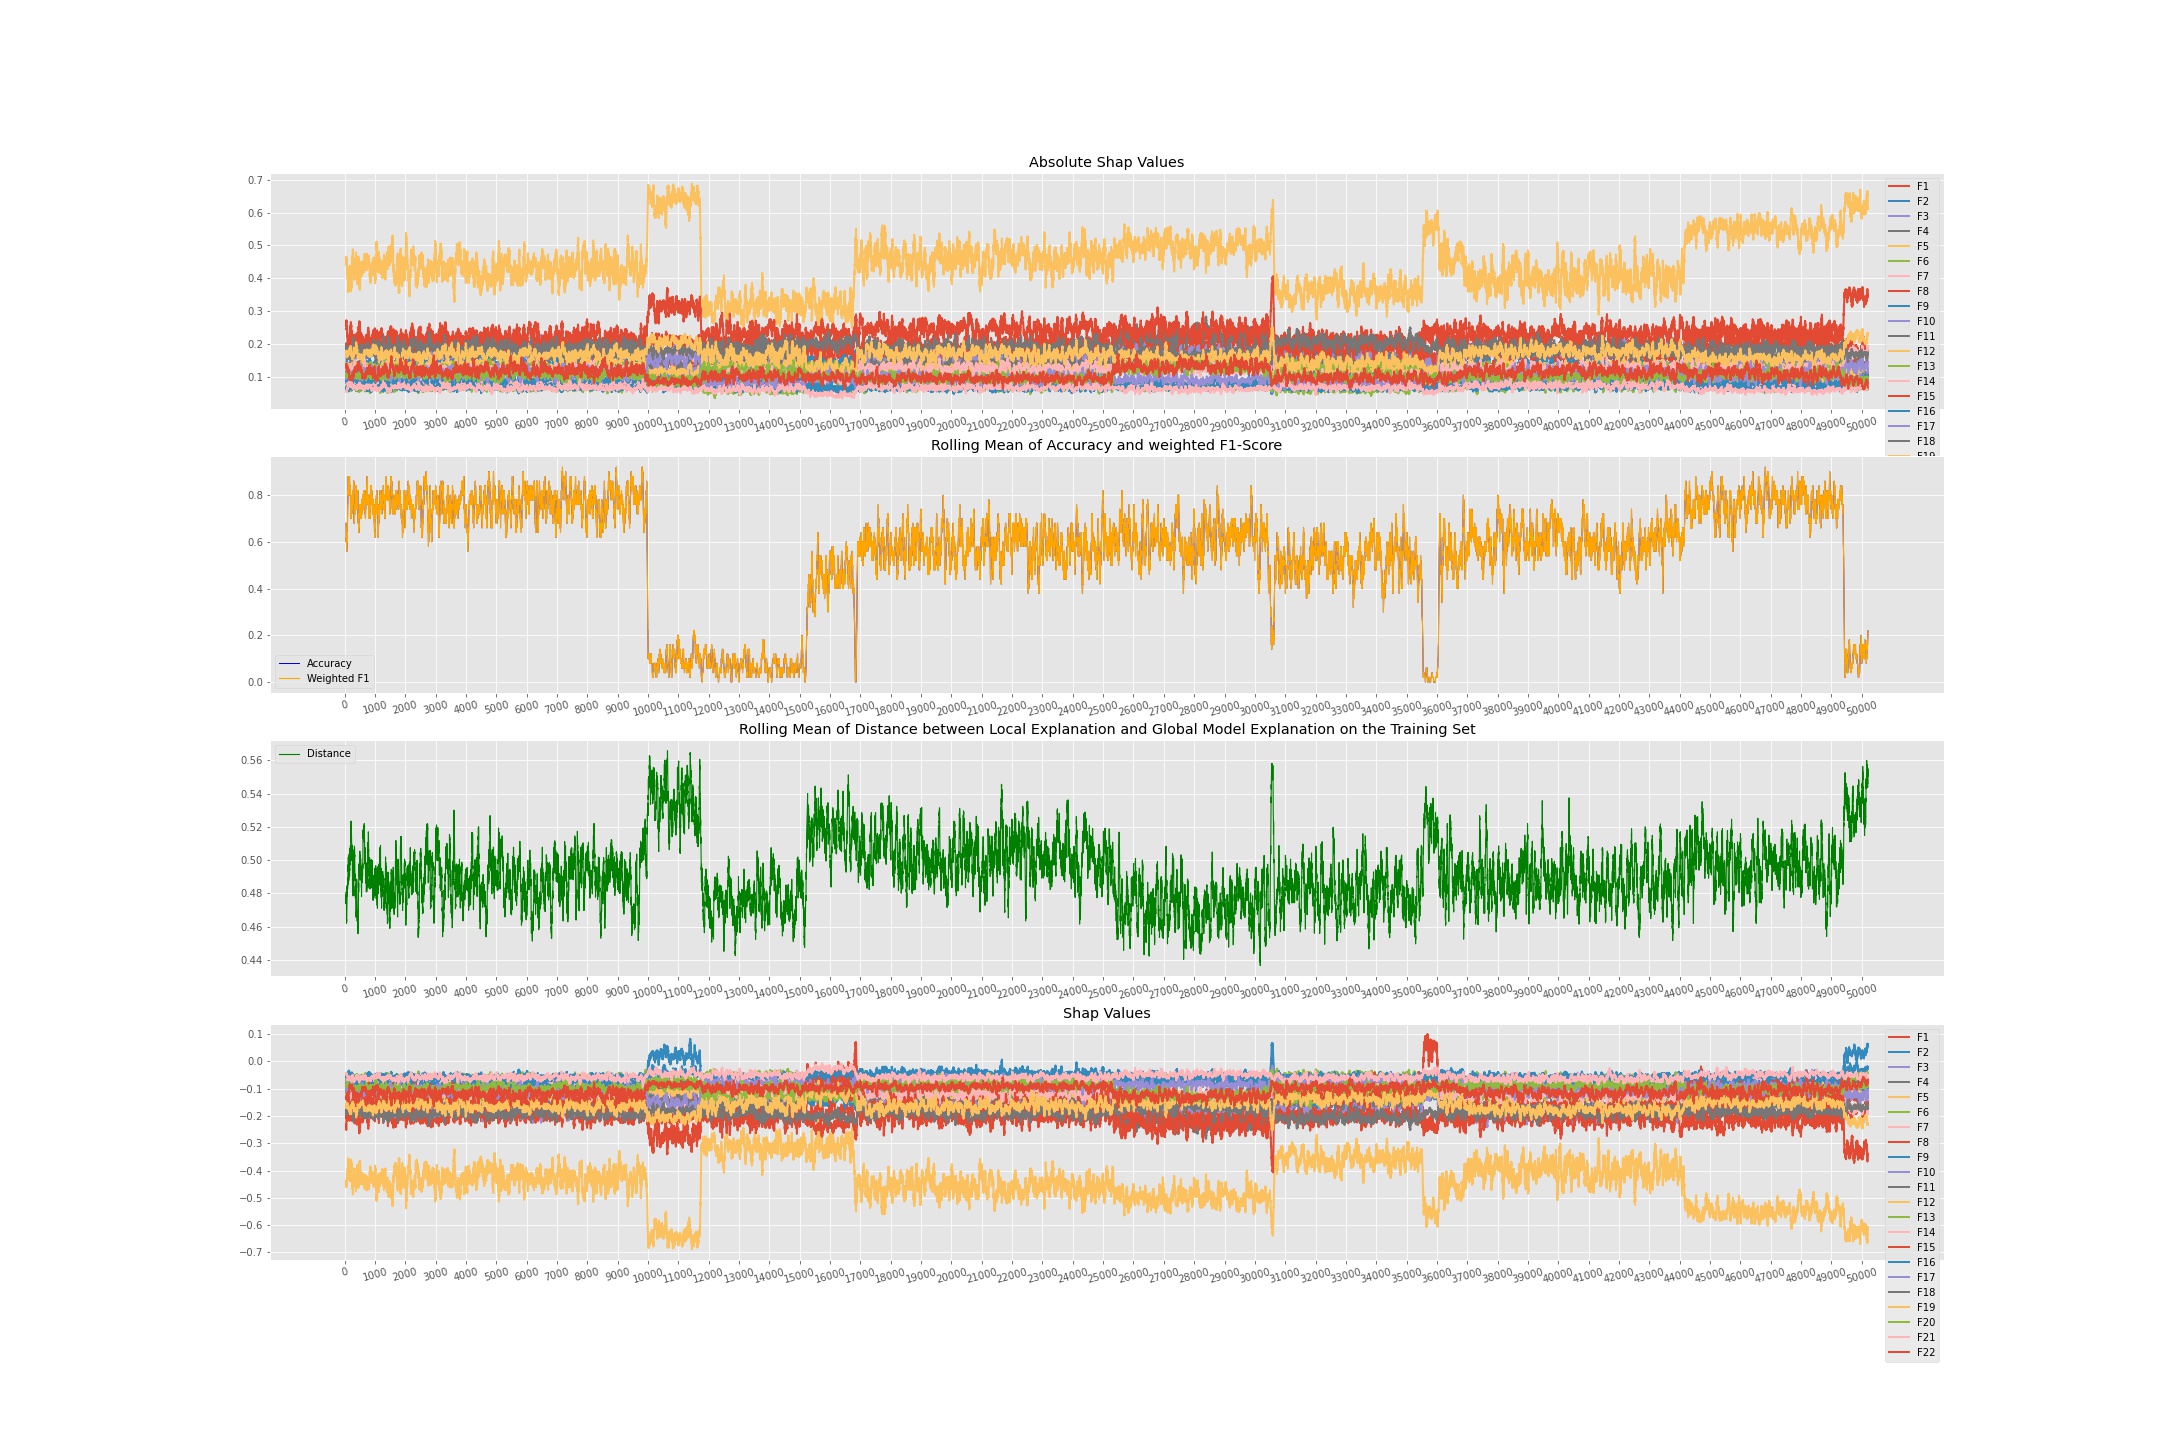 Absolute Shap Values
0.7
0.6
0.5
0.4
0.3
0.2
0.1
F1
F2
F3
F4
F5
F6
F7
F8
F9
F10
F11
F12
F13
F14
F15
F16
F17
F18
0 1000 2000 3000 4000 5000 6000 7000 8000 9000 10000 11000 12000 13000 14000 15000 16000 17000 18000 19000 20000 21000 22000 23000 24000 25000 26000 27000 28000 29000 30000 31000 32000 33000 34000 35000 36000 37000 38000 39000 40000 41000 42000 43000 44000 45000 46000 47000 48000 49000 50000
Rolling Mean of Accuracy and weighted F1-Score
0.8
0.6
0.4
0.2
0.0
Accuracy
Weighted F1
0 1000 2000 3000 4000 5000 6000 7000 8000 9000 10000 11000 12000 13000 14000 15000 16000 17000 18000 19000 20000 21000 22000 23000 24000 25000 26000 27000 28000 29000 30000 31000 32000 33000 34000 35000 36000 37000 38000 39000 40000 41000 42000 43000 44000 45000 46000 47000 48000 49000 50000
Rolling Mean of Distance between Local Explanation and Global Model Explanation on the Training Set
Distance
0.56
0.54
0.52
0.50
0.48
0.46
0.44
0 1000 2000 3000 4000 5000 6000 7000 8000 9000 10000 11000 12000 13000 14000 15000 16000 17000 18000 19000 20000 21000 22000 23000 24000 25000 26000 27000 28000 29000 30000 31000 32000 33000 34000 35000 36000 37000 38000 39000 40000 41000 42000 43000 44000 45000 46000 47000 48000 49000 50000
Shap Values
0.1
0.0
−0.1
−0.2
−0.3
−0.4
−0.5
−0.6
−0.7
F1
F2
F3
F4
F5
F6
F7
F8
F9
F10
F11
F12
F13
F14
F15
F16
F17
F18
F19
F20
F21
F22
0 1000 2000 3000 4000 5000 6000 7000 8000 9000 10000 11000 12000 13000 14000 15000 16000 17000 18000 19000 20000 21000 22000 23000 24000 25000 26000 27000 28000 29000 30000 31000 32000 33000 34000 35000 36000 37000 38000 39000 40000 41000 42000 43000 44000 45000 46000 47000 48000 49000 50000